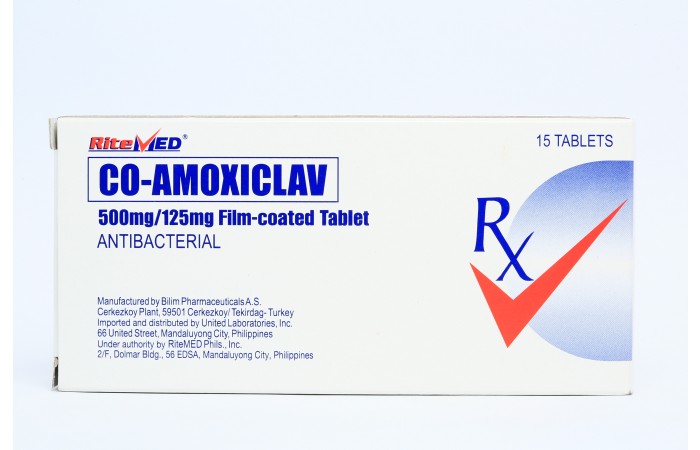 RiteMED®
15 TABLETS
CO-AMOXICLAV
500mg/125mg Film-coated Tablet
ANTIBACTERIAL
Rx
Manufactured by Bilim Pharmaceuticals A.S.
Cerkezkoy Plant, 59501 Cerkezkoy/ Tekirdag- Turkey
Imported and distributed by United Laboratories, Inc.
66 United Street, Mandaluyong City, Philippines
Under authority by RiteMED Phils., Inc.
2/F, Dolmar Bldg., 56 EDSA, Mandaluyong City, Philippines